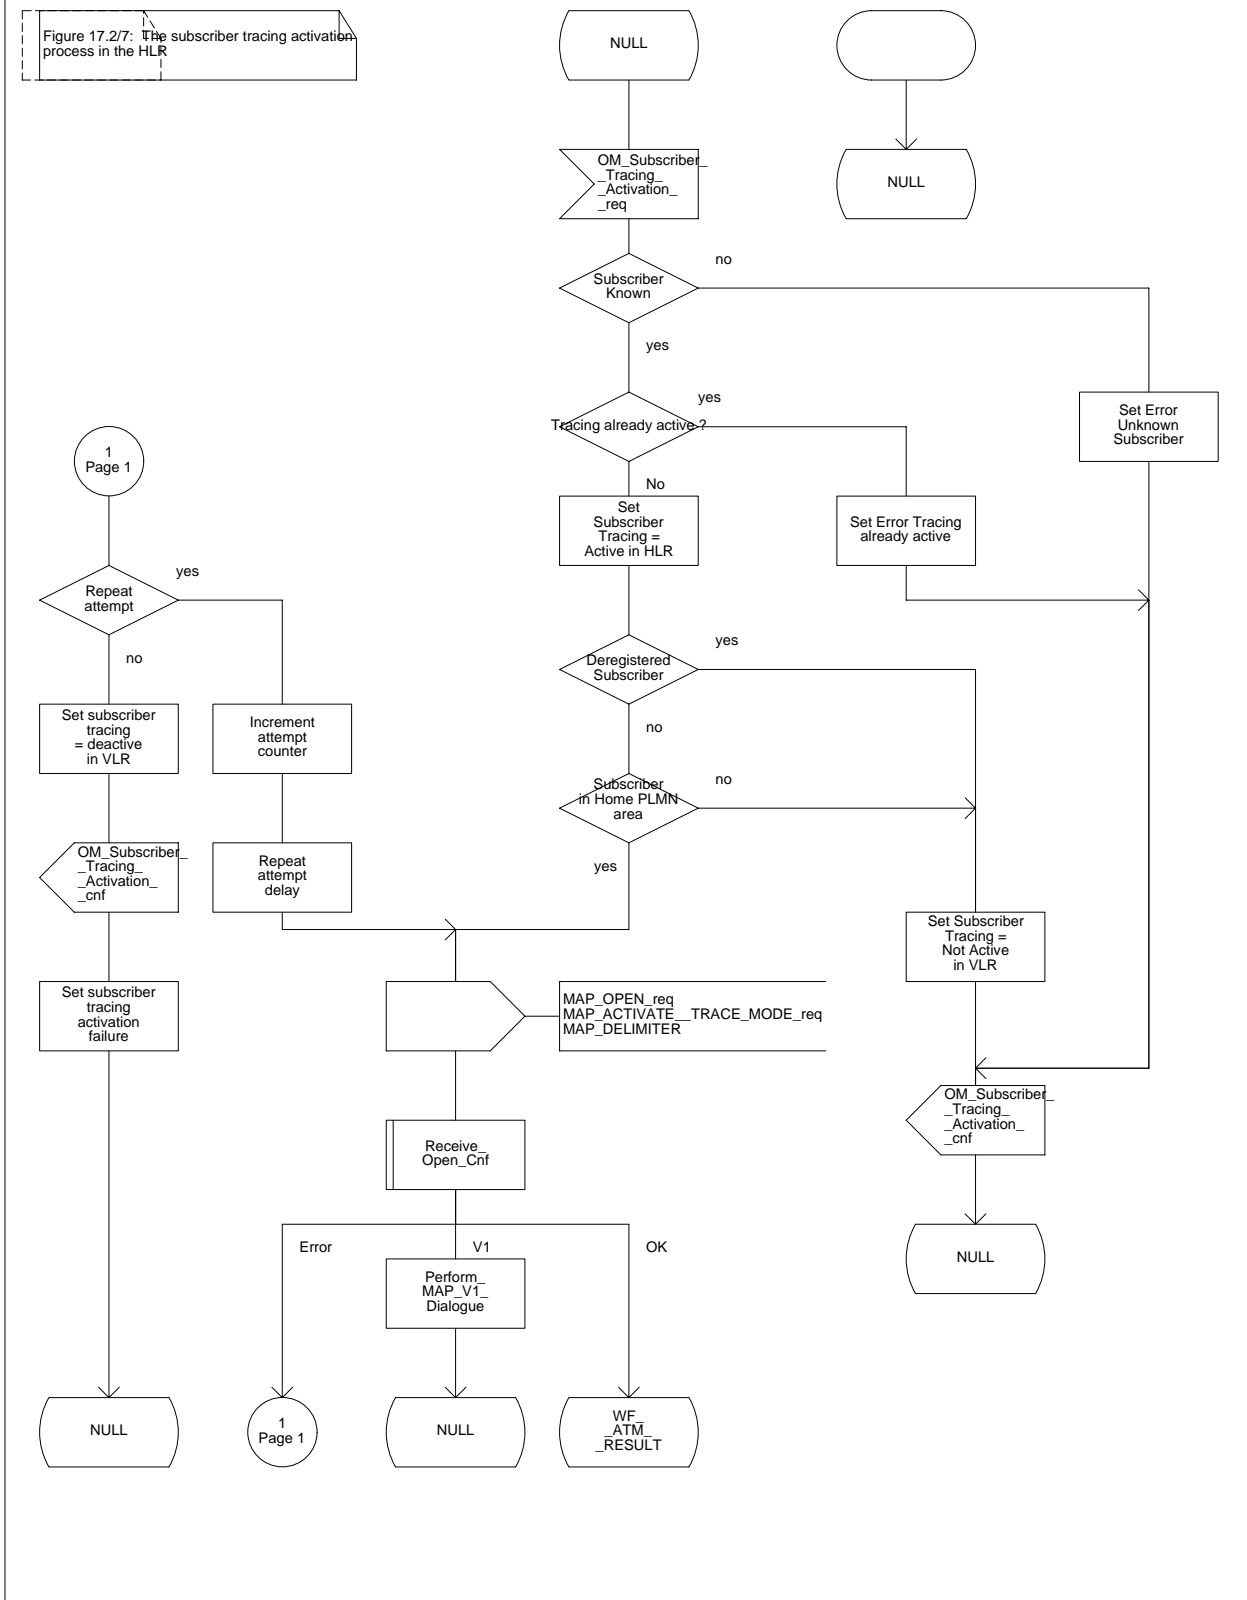 Figure 17.2/7: The subscriber tracing activation
process in the HLR
NULL
OM_Subscriber_
_Tracing_
_Activation_
_req
NULL
Subscriber
Known
no
yes
Tracing already active ?
yes
Set Error
Unknown
Subscriber
1
Page 1
No
Set
Subscriber
Tracing =
Active in HLR
Set Error Tracing
already active
Repeat
attempt
yes
no
Deregistered
Subscriber
yes
no
Set subscriber
tracing
= deactive
in VLR
Increment
attempt
counter
Subscriber
in Home PLMN
area
no
yes
OM_Subscriber_
_Tracing_
_Activation_
_cnf
Repeat
attempt
delay
Set Subscriber
Tracing =
Not Active
in VLR
Set subscriber
tracing
activation
failure
MAP_OPEN_req
MAP_ACTIVATE__TRACE_MODE_req
MAP_DELIMITER
OM_Subscriber_
_Tracing_
_Activation_
_cnf
Receive_
Open_Cnf
Error
V1
OK
NULL
Perform_
MAP_V1_
Dialogue
NULL
1
Page 1
NULL
WF_
_ATM_
_RESULT